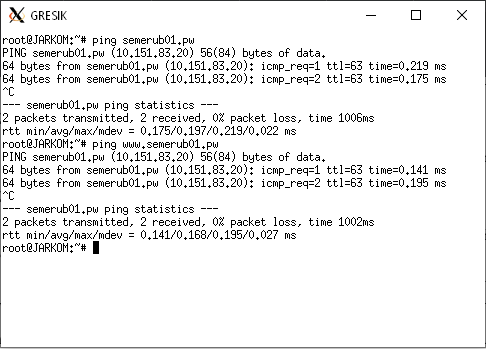 GRESIK
root@JARKOM:~# ping semerub01.pw
PING semerub01.pw (10.151.83.20) 56(84) bytes of data.
64 bytes from semerub01.pw (10.151.83.20): icmp_req=1 ttl=63 time=0.219 ms
64 bytes from semerub01.pw (10.151.83.20): icmp_req=2 ttl=63 time=0.175 ms
^C
--- semerub01.pw ping statistics ---
2 packets transmitted, 2 received, 0% packet loss, time 1006ms
rtt min/avg/max/mdev = 0.175/0.197/0.219/0.022 ms
root@JARKOM:~# ping www.semerub01.pw
PING semerub01.pw (10.151.83.20) 56(84) bytes of data.
64 bytes from semerub01.pw (10.151.83.20): icmp_req=1 ttl=63 time=0.141 ms
64 bytes from semerub01.pw (10.151.83.20): icmp_req=2 ttl=63 time=0.195 ms
^C
--- semerub01.pw ping statistics ---
2 packets transmitted, 2 received, 0% packet loss, time 1002ms
rtt min/avg/max/mdev = 0.141/0.168/0.195/0.027 ms
root@JARKOM:~#